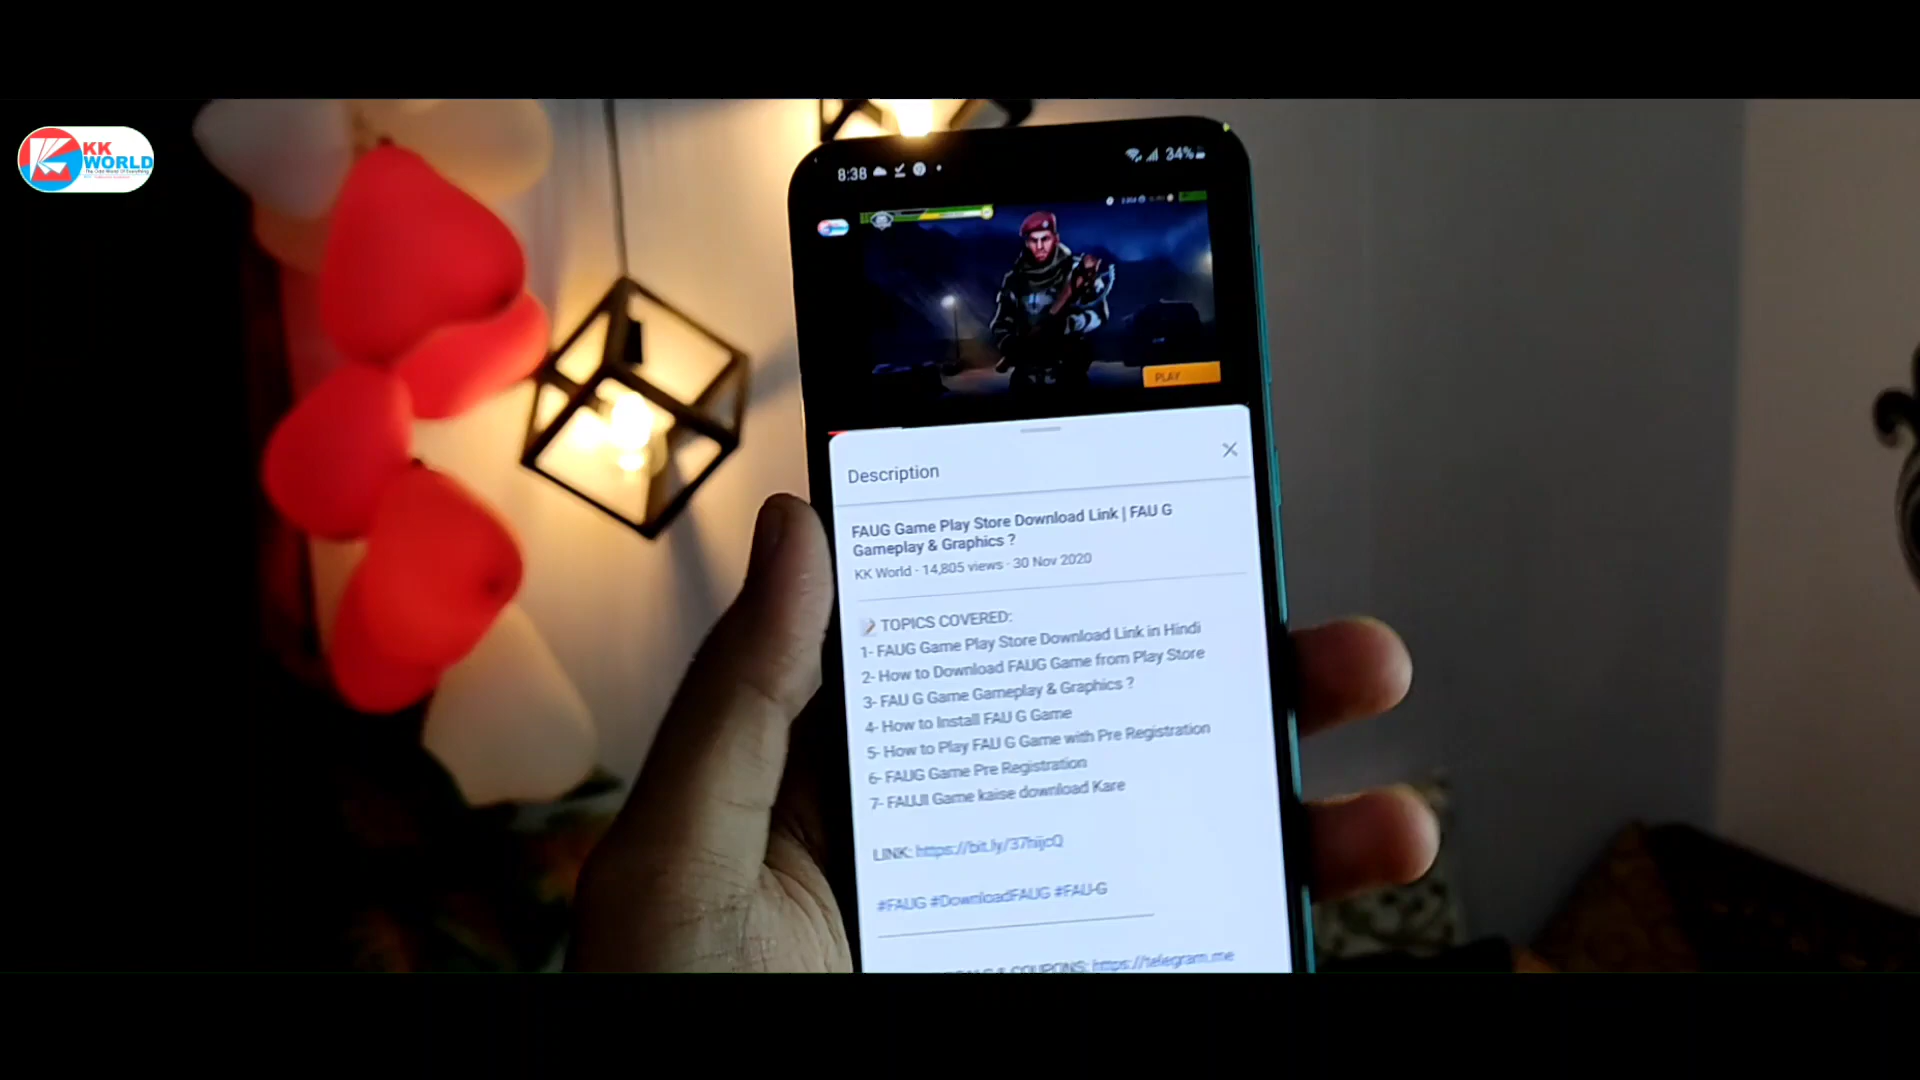 KK
WORLD
8:38
34%
PLAY
Description
FAUG Game Play Store Download Link | FAU G
Gameplay & Graphics ?
KK World · 14,805 views · 30 Nov 2020
TOPICS COVERED:
1- FAUG Game Play Store Download Link in Hindi
2- How to Download FAUG Game from Play Store
3- FAU G Game Gameplay & Graphics ?
4- How to Install FAU G Game
5- How to Play FAU G Game with Pre Registration
6- FAUG Game Pre Registration
7- FAUJI Game kaise download Kare
LINK:
#FAUG #DownloadFAUG #FAU-G
& COUPONS: https://telegram.me